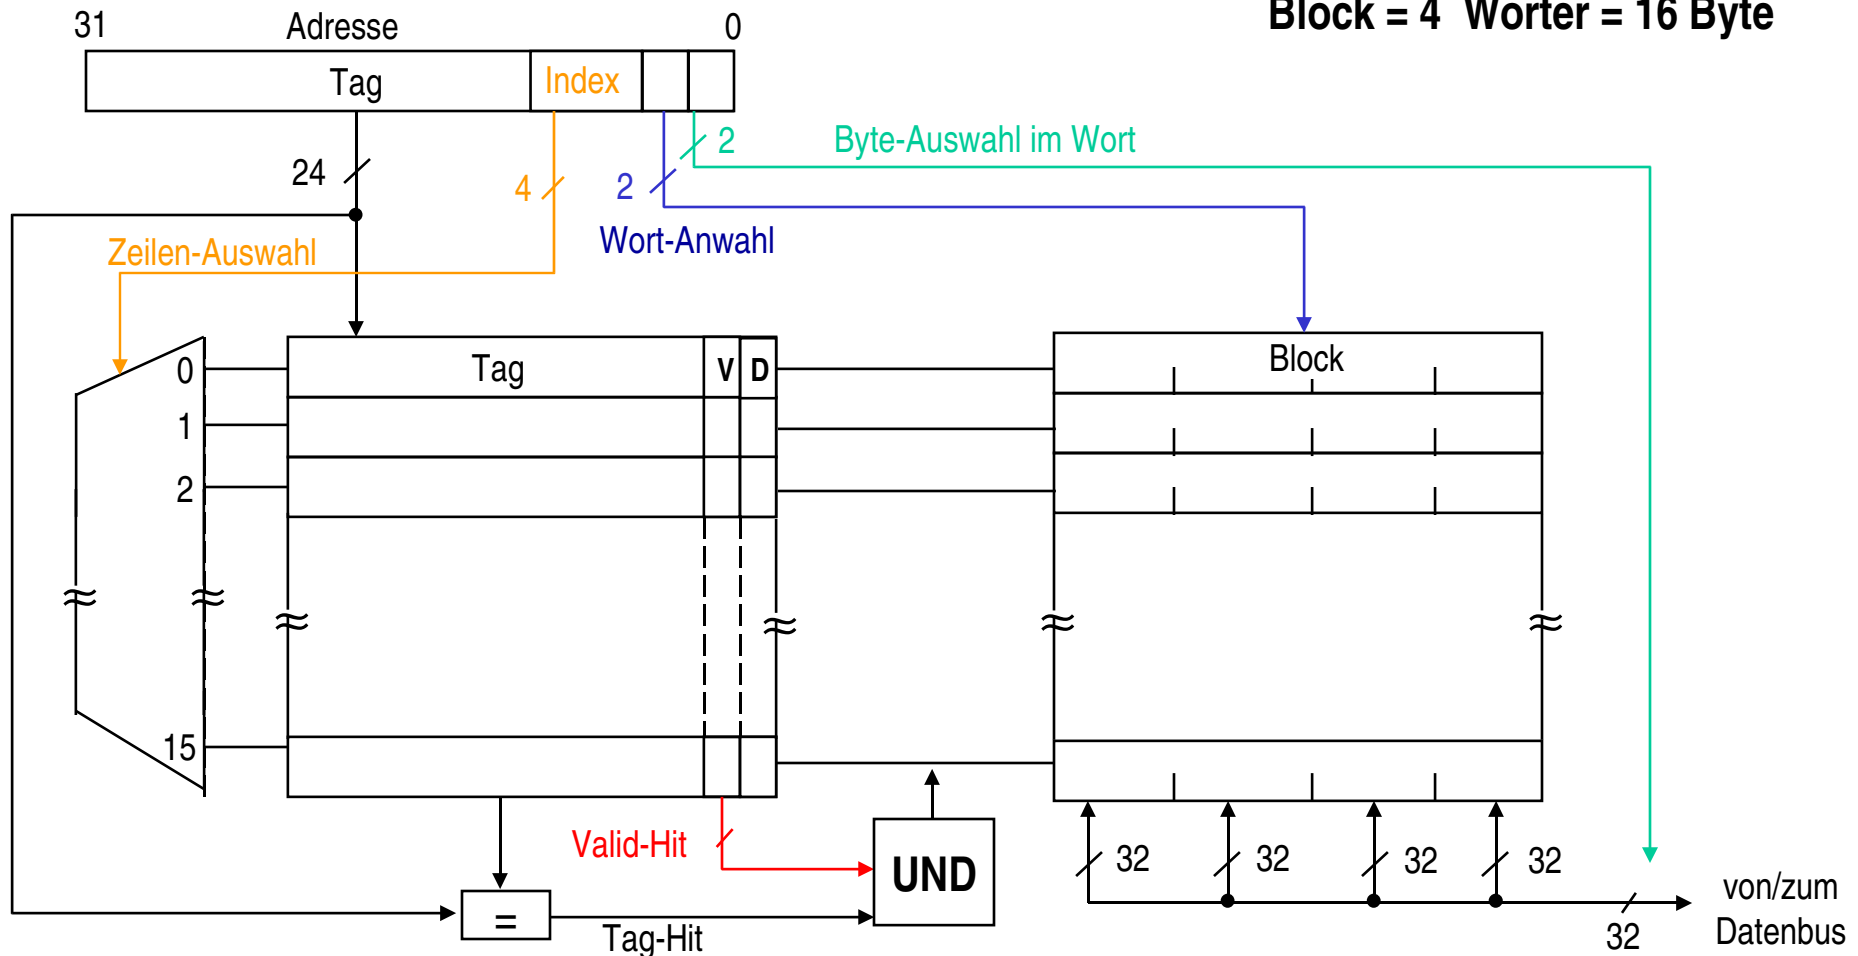 Block = 4 Wörter = 16 Byte
31 Adresse 0
Tag Index
2 Byte-Auswahl im Wort
24 4 2
Zeilen-Auswahl Wort-Anwahl
0 Tag V D Block
1
2
15
Valid-Hit UND 32 32 32 32
von/zum
= Tag-Hit 32 Datenbus